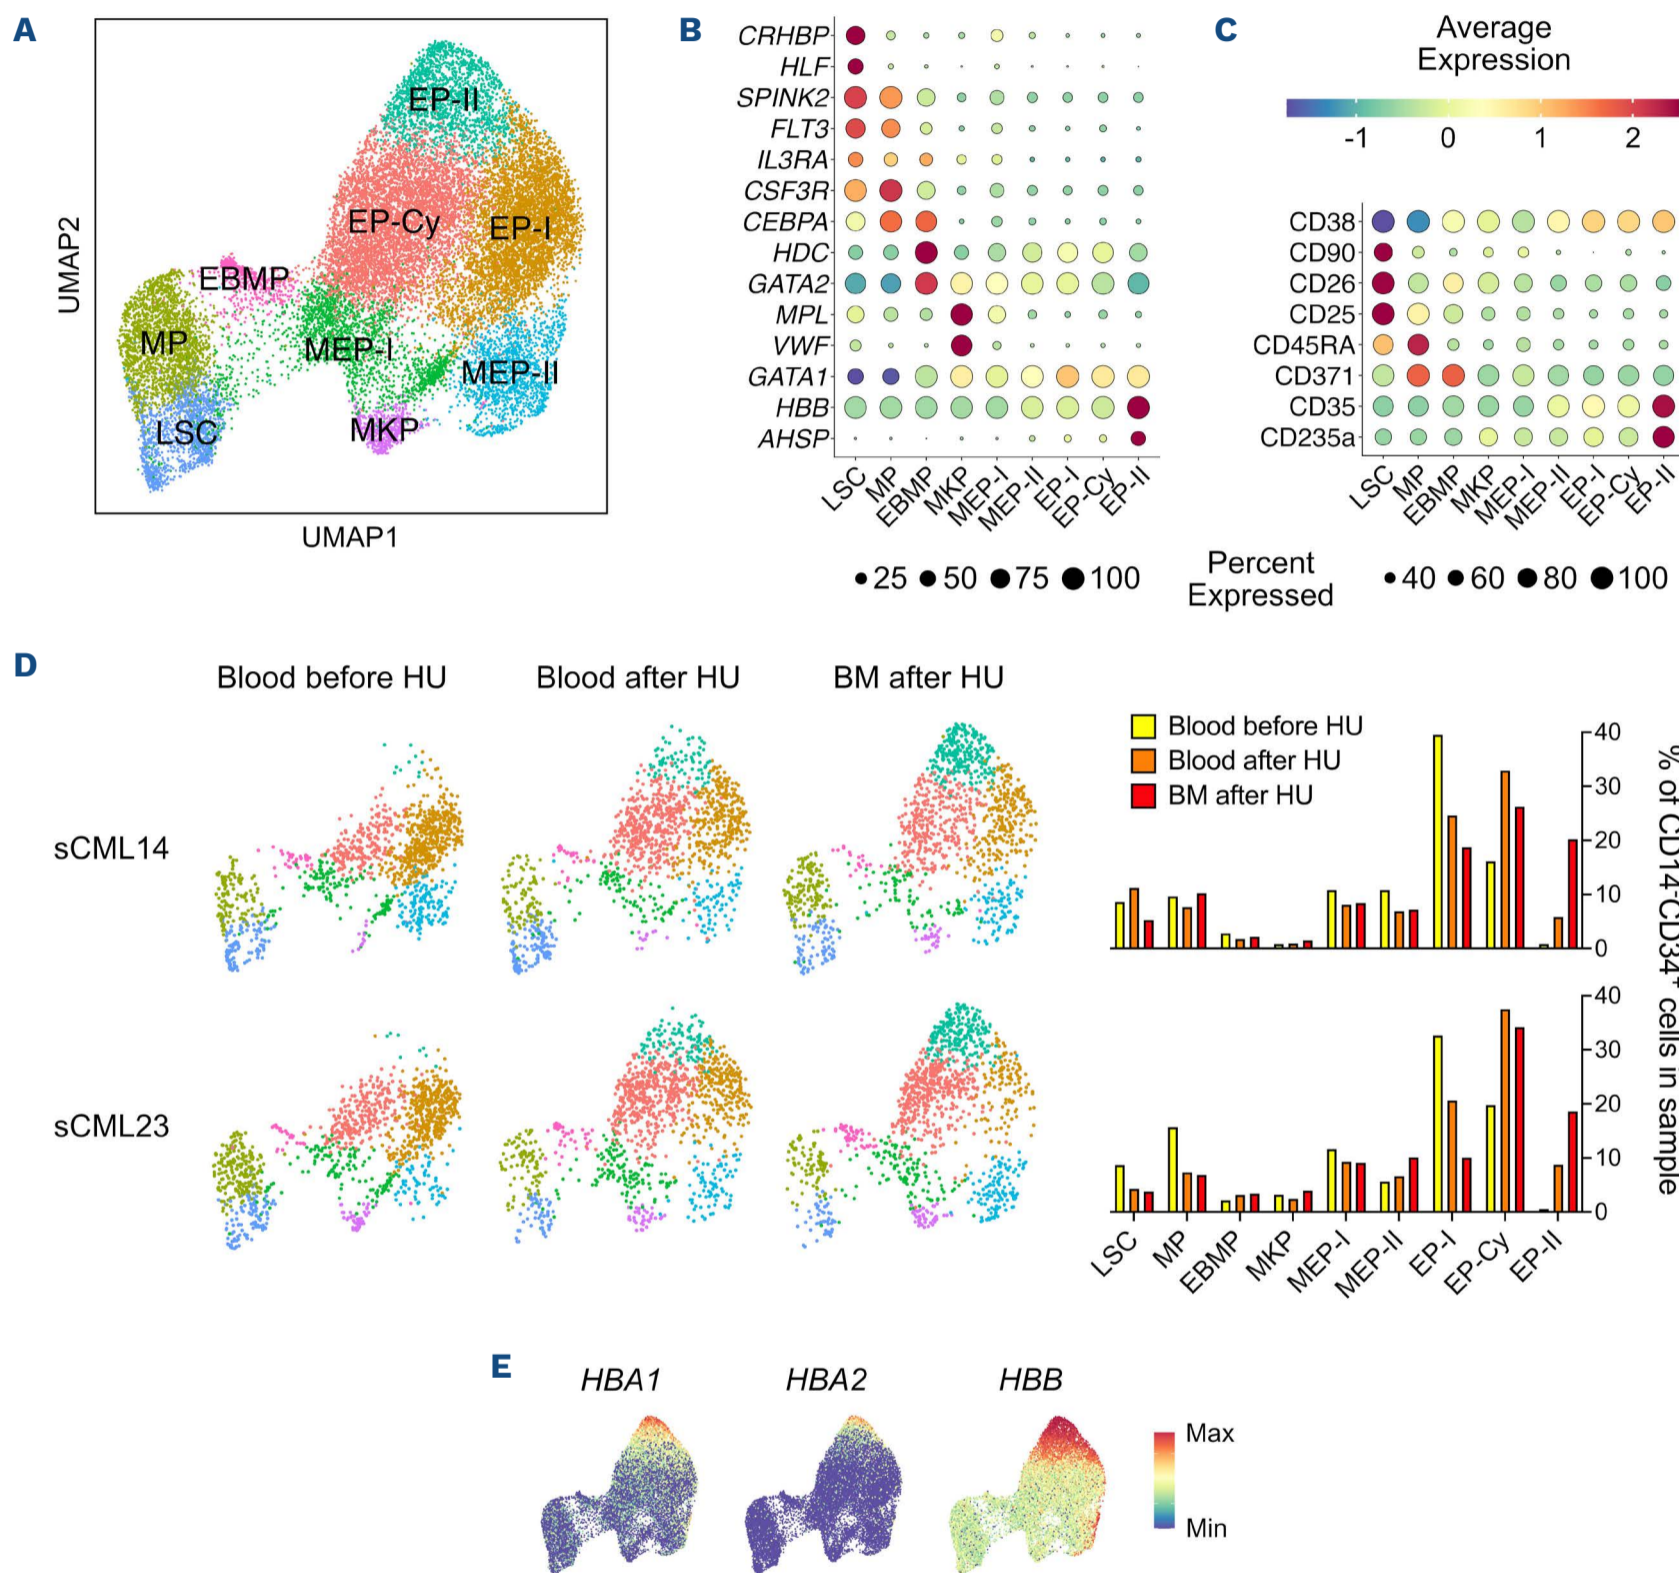 A
EP-II
EP-Cy
EP-I
EBMP
MP
MEP-I
MEP-II
LSC
MKP
UMAP2
UMAP1
B
CRHBP
HLF
SPINK2
FLT3
IL3RA
CSF3R
CEBPA
HDC
GATA2
MPL
VWF
GATA1
HBB
AHSP
LSC MP EBMP MKP MEP-I MEP-II EP-I EP-Cy EP-II
25 50 75 100
Percent
Expressed
C
Average
Expression
-1 0 1 2
CD38
CD90
CD26
CD25
CD45RA
CD371
CD35
CD235a
LSC MP EBMP MKP MEP-I MEP-II EP-I EP-Cy EP-II
40 60 80 100
D
Blood before HU Blood after HU BM after HU
sCML14
sCML23
Blood before HU
Blood after HU
BM after HU
40
30
20
10
0
40
30
20
10
0
% of CD14-CD34+ cells in sample
LSC MP EBMP MKP MEP-I MEP-II EP-I EP-Cy EP-II
E
HBA1 HBA2 HBB
Max
Min